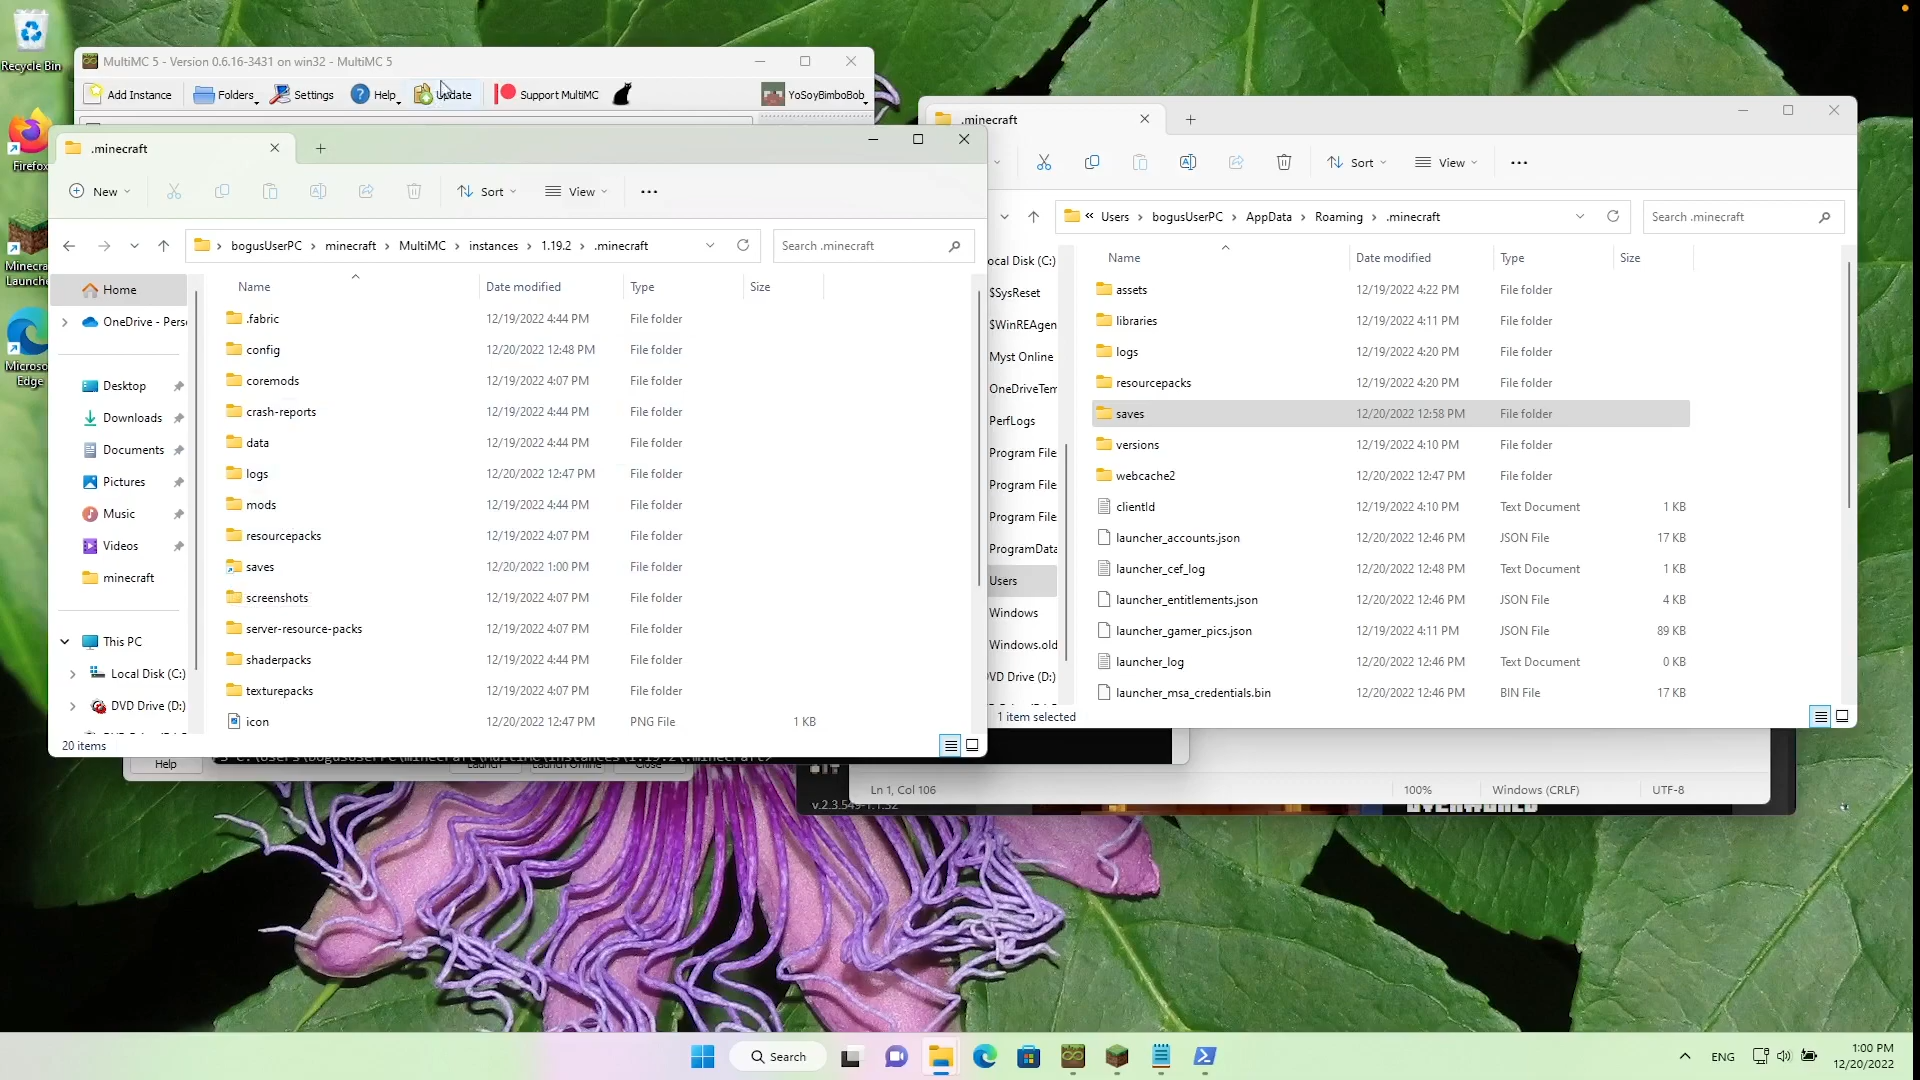 Recycle Bin
Firefox
Minecra
Launche
Microso
Edge
MultiMC 5 - Version 0.6.16-3431 on win32 - MultiMC 5
Add Instance
Folders
Settings
Help
Update
Support MultiMC
YoSoyBimboBob
.minecraft
New
Sort
View
bogusUserPC > minecraft > MultiMC > instances > 1.19.2 > .minecraft
Search .minecraft
Home
OneDrive - Pers
Desktop
Downloads
Documents
Pictures
Music
Videos
minecraft
This PC
Local Disk (C:)
DVD Drive (D:)
Name Date modified Type Size
.fabric 12/19/2022 4:44 PM File folder
config 12/20/2022 12:48 PM File folder
coremods 12/19/2022 4:07 PM File folder
crash-reports 12/19/2022 4:44 PM File folder
data 12/19/2022 4:44 PM File folder
logs 12/20/2022 12:47 PM File folder
mods 12/19/2022 4:44 PM File folder
resourcepacks 12/19/2022 4:07 PM File folder
saves 12/20/2022 1:00 PM File folder
screenshots 12/19/2022 4:07 PM File folder
server-resource-packs 12/19/2022 4:07 PM File folder
shaderpacks 12/19/2022 4:44 PM File folder
texturepacks 12/19/2022 4:07 PM File folder
icon 12/20/2022 12:47 PM PNG File 1 KB
20 items
Help
Launch
Launch Online
Close
.minecraft
Sort
View
« Users > bogusUserPC > AppData > Roaming > .minecraft
Search .minecraft
ocal Disk (C:)
$SysReset
$WinREAgen
Myst Online
OneDriveTem
PerfLogs
Program File
Program File
Program File
ProgramData
Users
Windows
Windows.old
VD Drive (D:)
Name Date modified Type Size
assets 12/19/2022 4:22 PM File folder
libraries 12/19/2022 4:11 PM File folder
logs 12/19/2022 4:20 PM File folder
resourcepacks 12/19/2022 4:20 PM File folder
saves 12/20/2022 12:58 PM File folder
versions 12/19/2022 4:10 PM File folder
webcache2 12/20/2022 12:47 PM File folder
clientId 12/19/2022 4:10 PM Text Document 1 KB
launcher_accounts.json 12/20/2022 12:46 PM JSON File 17 KB
launcher_cef_log 12/20/2022 12:48 PM Text Document 1 KB
launcher_entitlements.json 12/20/2022 12:46 PM JSON File 4 KB
launcher_gamer_pics.json 12/19/2022 4:11 PM JSON File 89 KB
launcher_log 12/20/2022 12:46 PM Text Document 0 KB
launcher_msa_credentials.bin 12/20/2022 12:46 PM BIN File 17 KB
1 item selected
Ln 1, Col 106
100%
Windows (CRLF)
UTF-8
Search
ENG
1:00 PM
12/20/2022